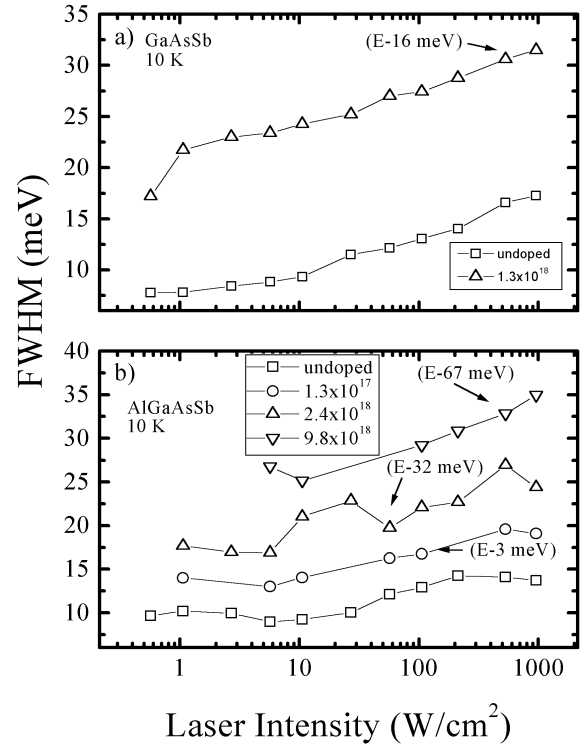 a)
GaAsSb
10 K
(E-16 meV)
35
30
25
20
15
10
undoped
1.3x10^18
FWHM (meV)
b)
AlGaAsSb
10 K
undoped
1.3x10^17
2.4x10^18
9.8x10^18
(E-67 meV)
(E-32 meV)
(E-3 meV)
40
35
30
25
20
15
10
1 10 100 1000
Laser Intensity (W/cm^2)